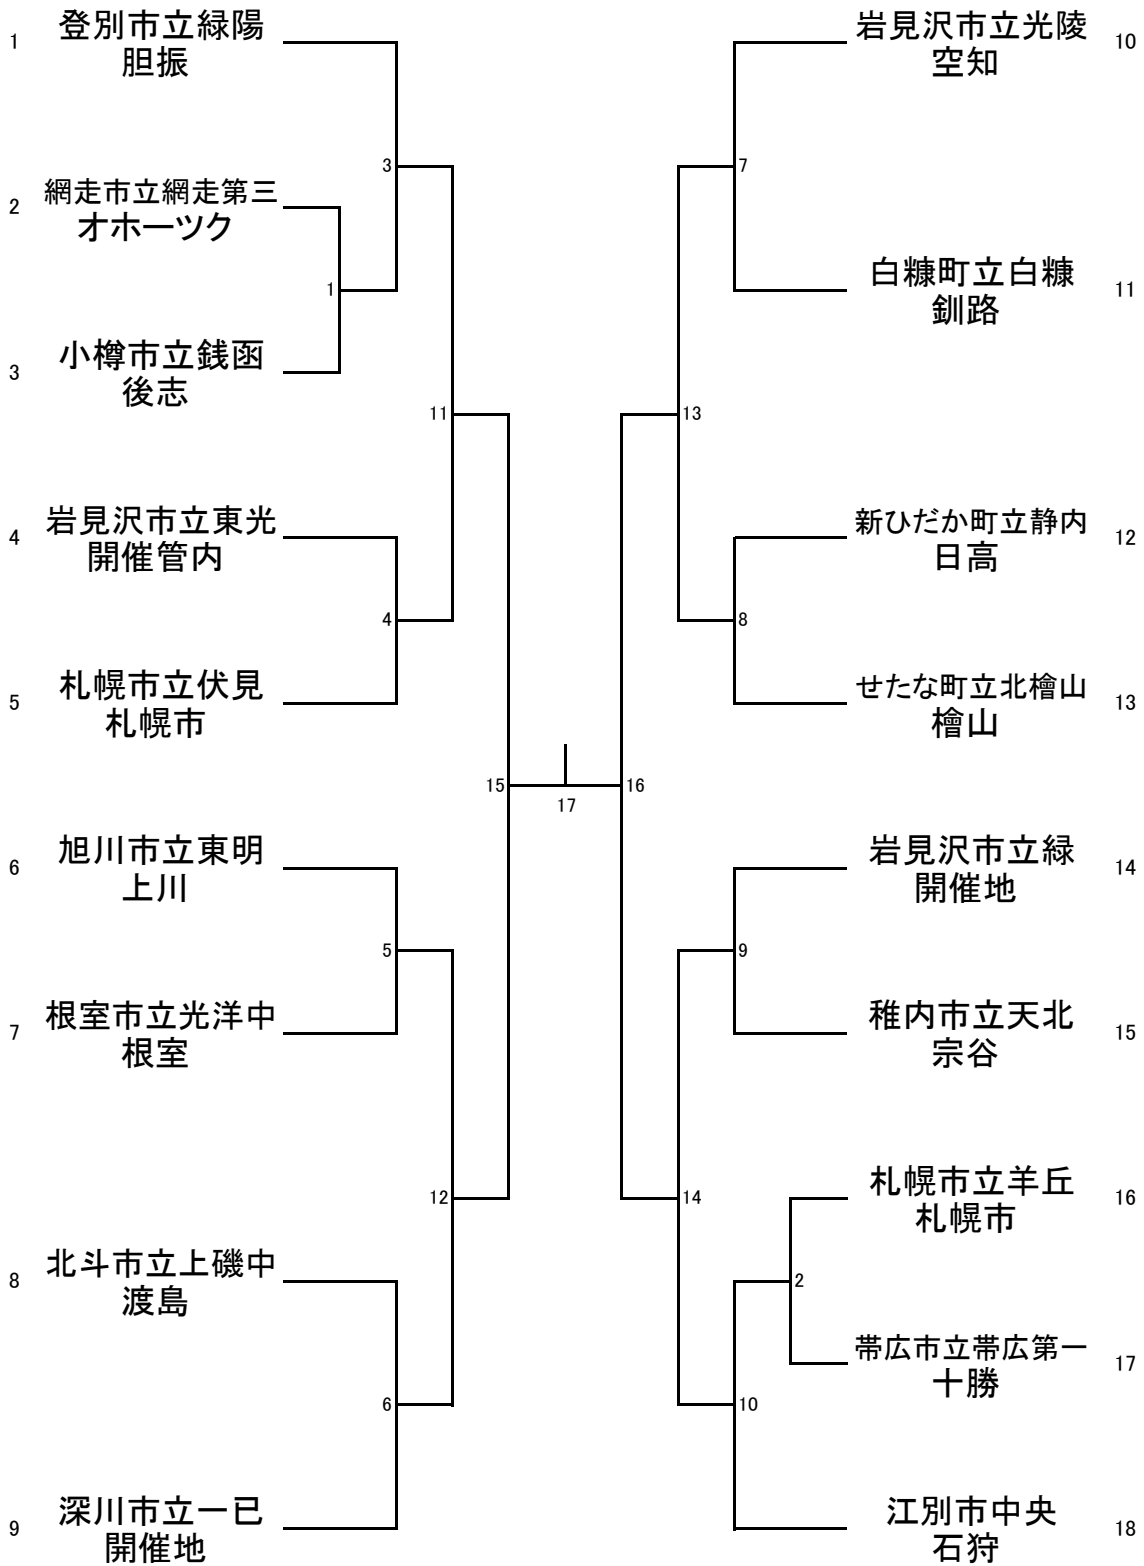 1 登別市立緑陽
胆振
2 網走市立網走第三
オホーツク
3 小樽市立銭函
後志
4 岩見沢市立東光
開催管内
5 札幌市立伏見
札幌市
6 旭川市立東明
上川
7 根室市立光洋中
根室
8 北斗市立上磯中
渡島
9 深川市立一已
開催地
3
1
11
4
15
5
12
6
17
7
13
8
16
9
14
2
10
岩見沢市立光陵 10
空知
白糠町立白糠 11
釧路
新ひだか町立静内 12
日高
せたな町立北檜山 13
檜山
岩見沢市立緑 14
開催地
稚内市立天北 15
宗谷
札幌市立羊丘 16
札幌市
帯広市立帯広第一 17
十勝
江別市中央 18
石狩